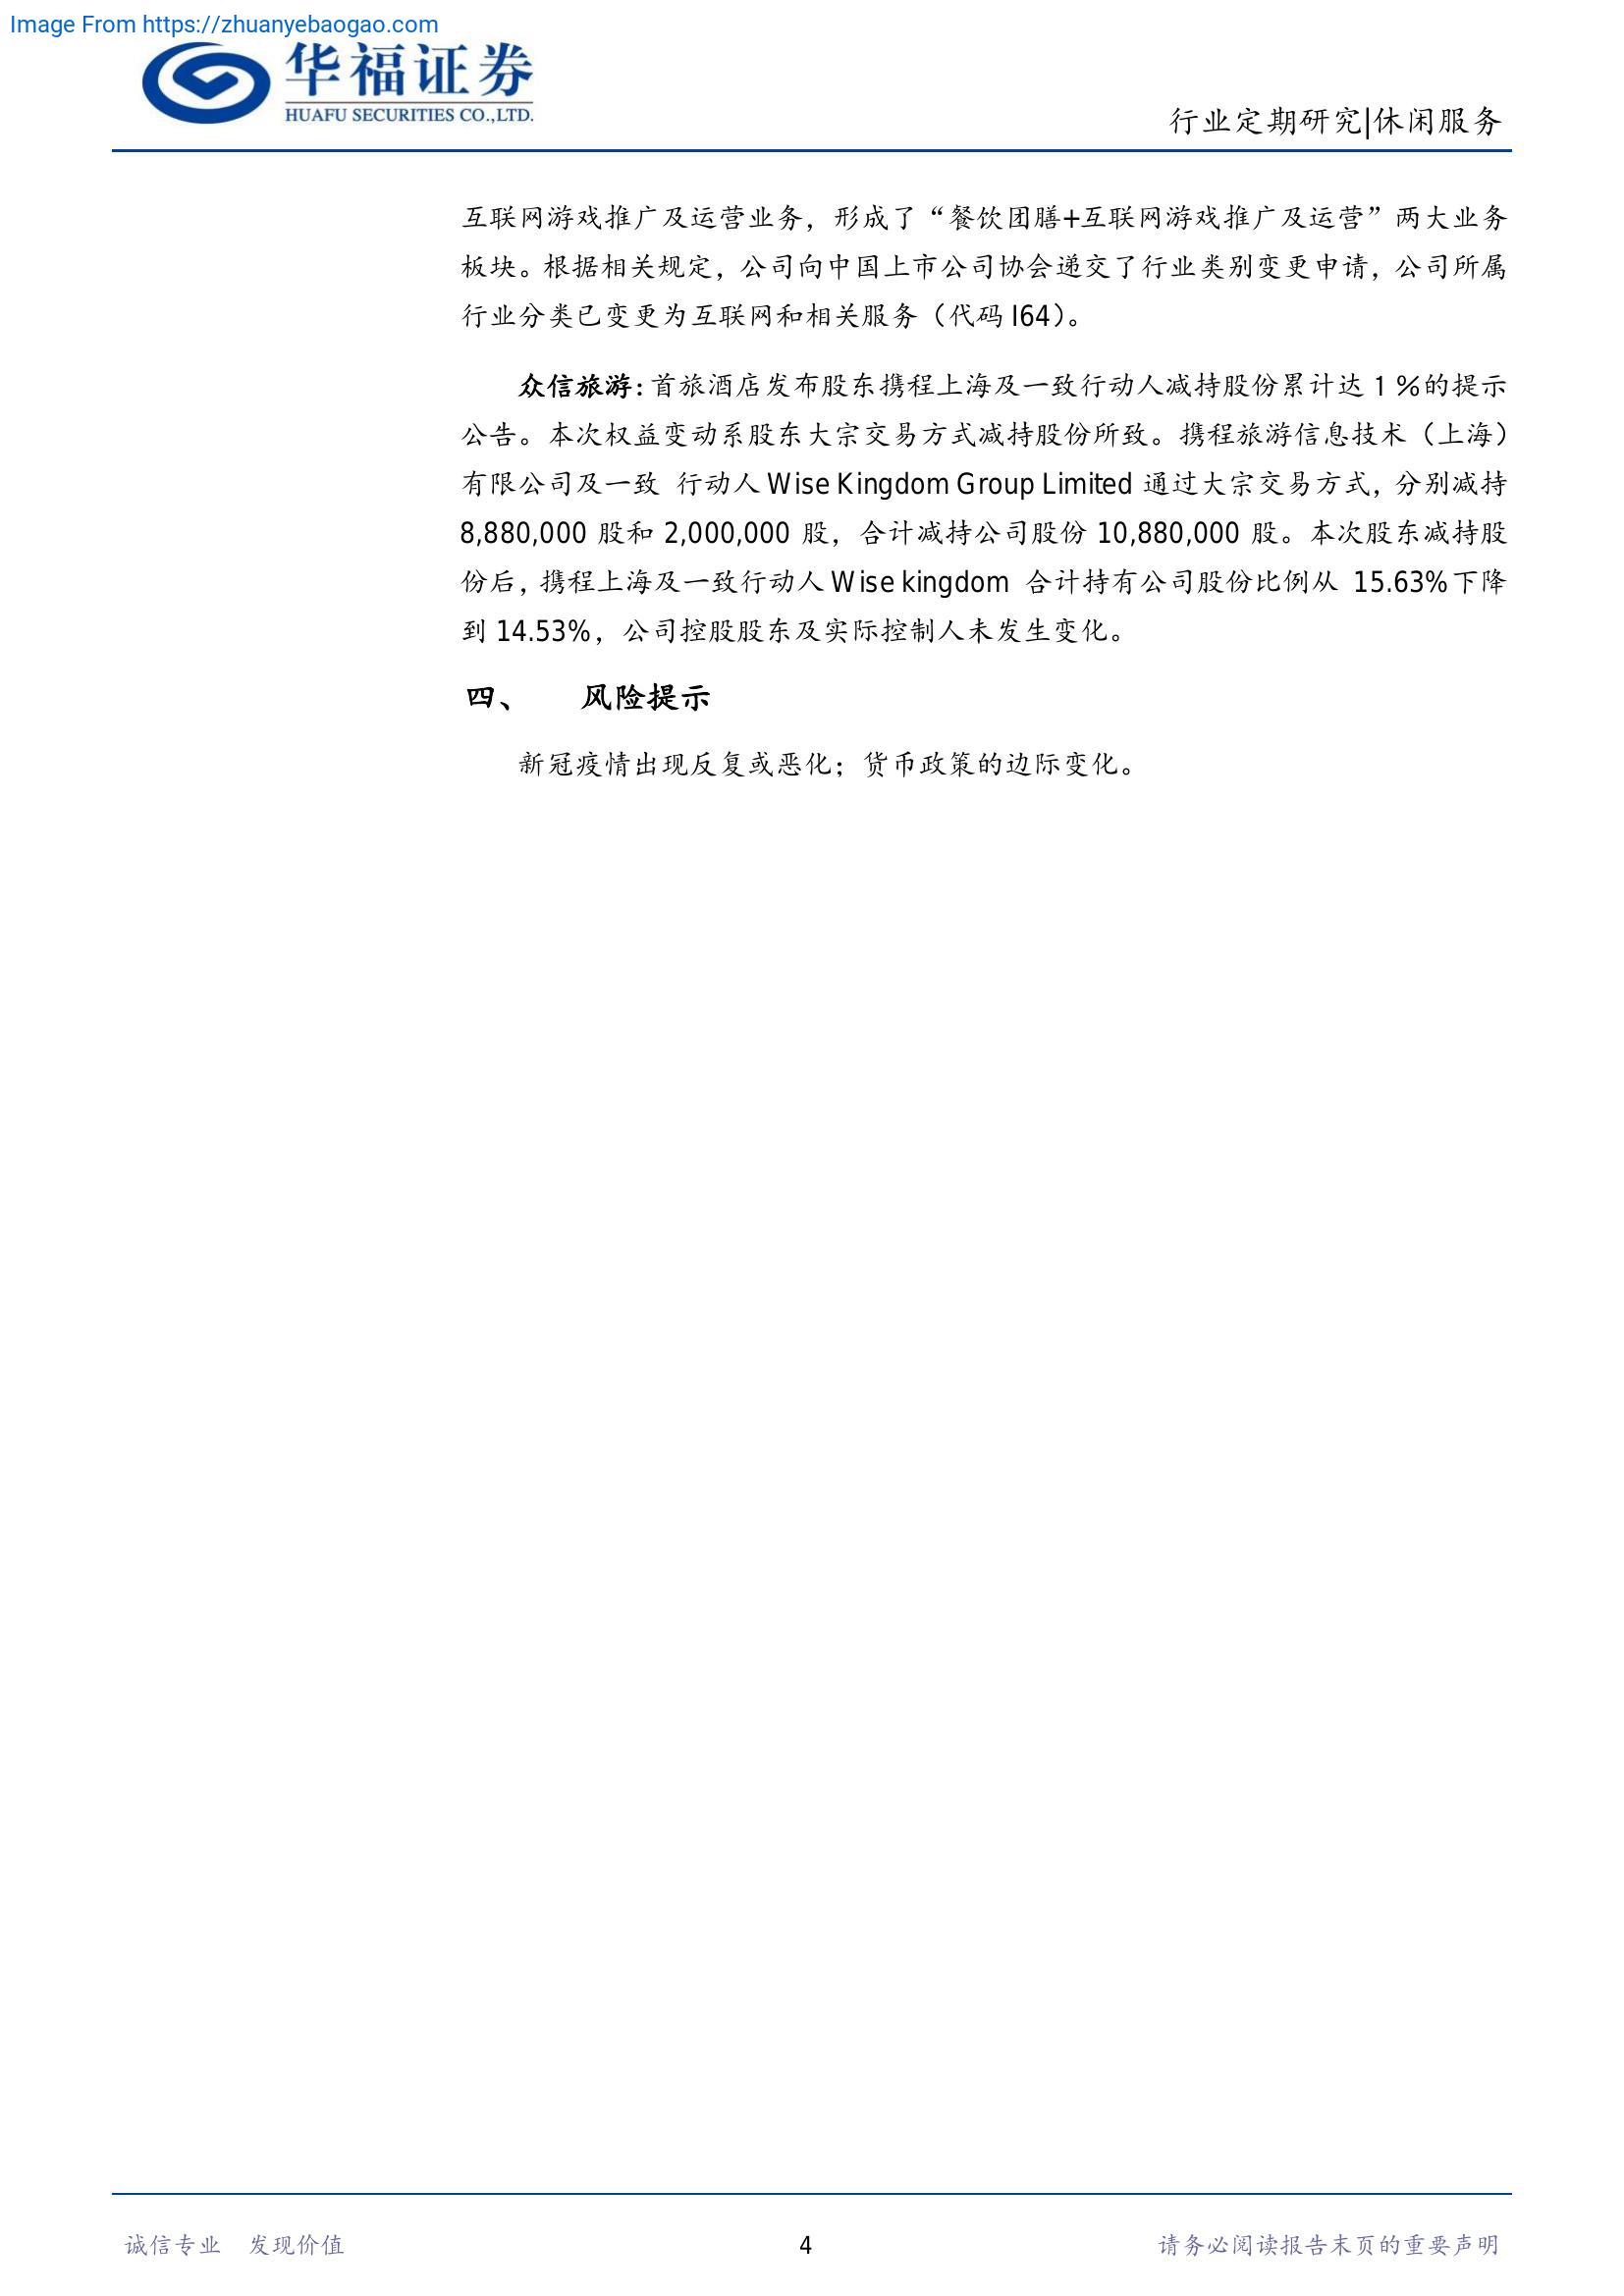 Image From https://zhuanyebaogao.com
华福证券
HUAFU SECURITIES CO.,LTD.
行业定期研究|休闲服务
互联网游戏推广及运营业务，形成了“餐饮团膳+互联网游戏推广及运营”两大业务
板块。根据相关规定，公司向中国上市公司协会递交了行业类别变更申请，公司所属
行业分类已变更为互联网和相关服务（代码 I64）。
众信旅游：首旅酒店发布股东携程上海及一致行动人减持股份累计达 1 %的提示
公告。本次权益变动系股东大宗交易方式减持股份所致。携程旅游信息技术（上海）
有限公司及一致 行动人 Wise Kingdom Group Limited 通过大宗交易方式，分别减持
8,880,000 股和 2,000,000 股，合计减持公司股份 10,880,000 股。本次股东减持股
份后，携程上海及一致行动人 Wise kingdom 合计持有公司股份比例从 15.63%下降
到 14.53%，公司控股股东及实际控制人未发生变化。
四、 风险提示
新冠疫情出现反复或恶化；货币政策的边际变化。
诚信专业 发现价值
4
请务必阅读报告末页的重要声明